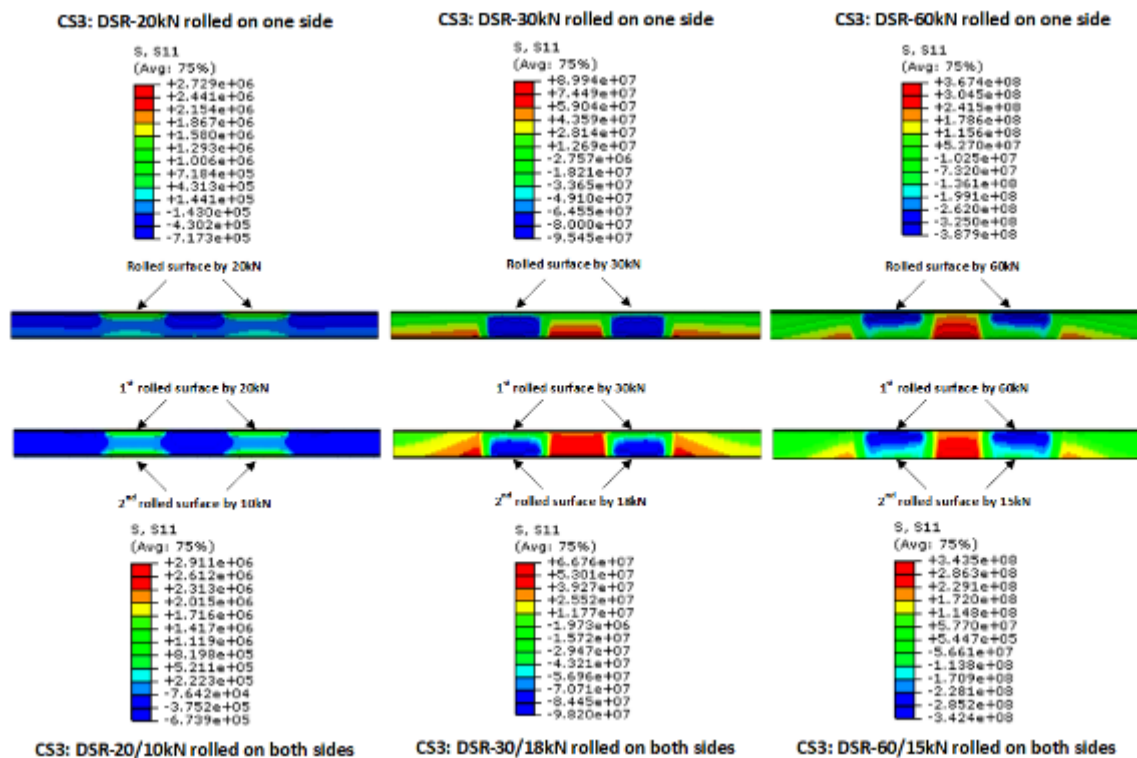 CS3: DSR-20kN rolled on one side
CS3: DSR-30kN rolled on one side
CS3: DSR-60kN rolled on one side
S, S11
(Avg: 75%)
+2.729e+06
+2.441e+06
+2.154e+06
+1.867e+06
+1.580e+06
+1.293e+06
+1.006e+06
+7.184e+05
+4.313e+05
+1.441e+05
-1.430e+05
-4.302e+05
-7.173e+05
S, S11
(Avg: 75%)
+8.994e+07
+7.449e+07
+5.904e+07
+4.359e+07
+2.814e+07
+1.269e+07
-2.757e+06
-1.821e+07
-3.365e+07
-4.910e+07
-6.455e+07
-8.000e+07
-9.545e+07
S, S11
(Avg: 75%)
+3.674e+08
+3.045e+08
+2.415e+08
+1.786e+08
+1.156e+08
+5.270e+07
-1.025e+07
-7.320e+07
-1.361e+08
-1.991e+08
-2.620e+08
-3.250e+08
-3.879e+08
Rolled surface by 20kN
Rolled surface by 30kN
Rolled surface by 60kN
1st rolled surface by 20kN
1st rolled surface by 30kN
1st rolled surface by 60kN
2nd rolled surface by 10kN
2nd rolled surface by 18kN
2nd rolled surface by 15kN
S, S11
(Avg: 75%)
+2.911e+06
+2.612e+06
+2.313e+06
+2.015e+06
+1.716e+06
+1.417e+06
+1.119e+06
+8.198e+05
+5.211e+05
+2.223e+05
-7.642e+04
-3.752e+05
-6.739e+05
S, S11
(Avg: 75%)
+6.676e+07
+5.301e+07
+3.927e+07
+2.552e+07
+1.177e+07
-1.973e+06
-1.572e+07
-2.947e+07
-4.321e+07
-5.696e+07
-7.071e+07
-8.445e+07
-9.820e+07
S, S11
(Avg: 75%)
+3.435e+08
+2.863e+08
+2.291e+08
+1.720e+08
+1.148e+08
+5.770e+07
+5.447e+05
-5.661e+07
-1.138e+08
-1.709e+08
-2.281e+08
-2.852e+08
-3.424e+08
CS3: DSR-20/10kN rolled on both sides
CS3: DSR-30/18kN rolled on both sides
CS3: DSR-60/15kN rolled on both sides